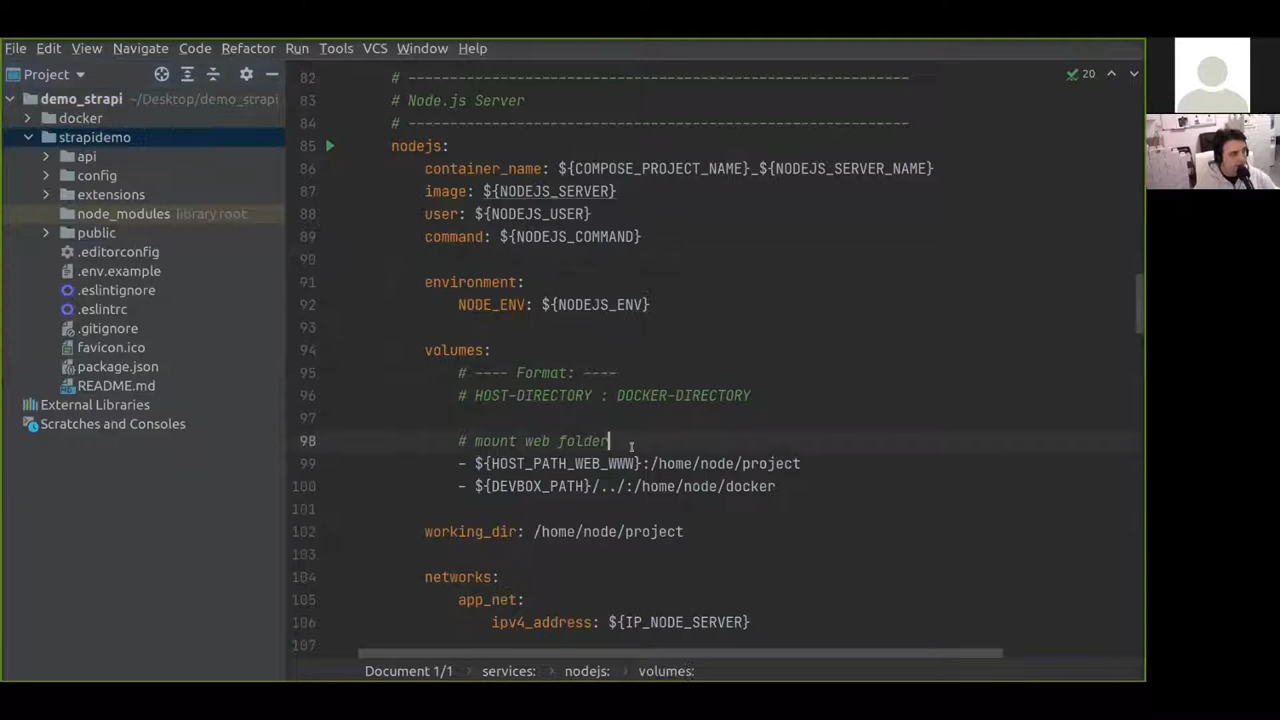 File Edit View Navigate Code Refactor Run Tools VCS Window Help
Project
demo_strapi ~/Desktop/demo_strapi
docker
strapidemo
api
config
extensions
node_modules library root
public
.editorconfig
.env.example
.eslintignore
.eslintrc
.gitignore
favicon.ico
package.json
README.md
External Libraries
Scratches and Consoles
20
82 # ------------------------------------------------------------
83 # Node.js Server
84 # ------------------------------------------------------------
85 nodejs:
86 container_name: ${COMPOSE_PROJECT_NAME}_${NODEJS_SERVER_NAME}
87 image: ${NODEJS_SERVER}
88 user: ${NODEJS_USER}
89 command: ${NODEJS_COMMAND}
90
91 environment:
92 NODE_ENV: ${NODEJS_ENV}
93
94 volumes:
95 # ---- Format: ----
96 # HOST-DIRECTORY : DOCKER-DIRECTORY
97
98 # mount web folder
99 - ${HOST_PATH_WEB_WWW}:/home/node/project
100 - ${DEVBOX_PATH}/../:/home/node/docker
101
102 working_dir: /home/node/project
103
104 networks:
105 app_net:
106 ipv4_address: ${IP_NODE_SERVER}
107
Document 1/1 › services: › nodejs: › volumes: